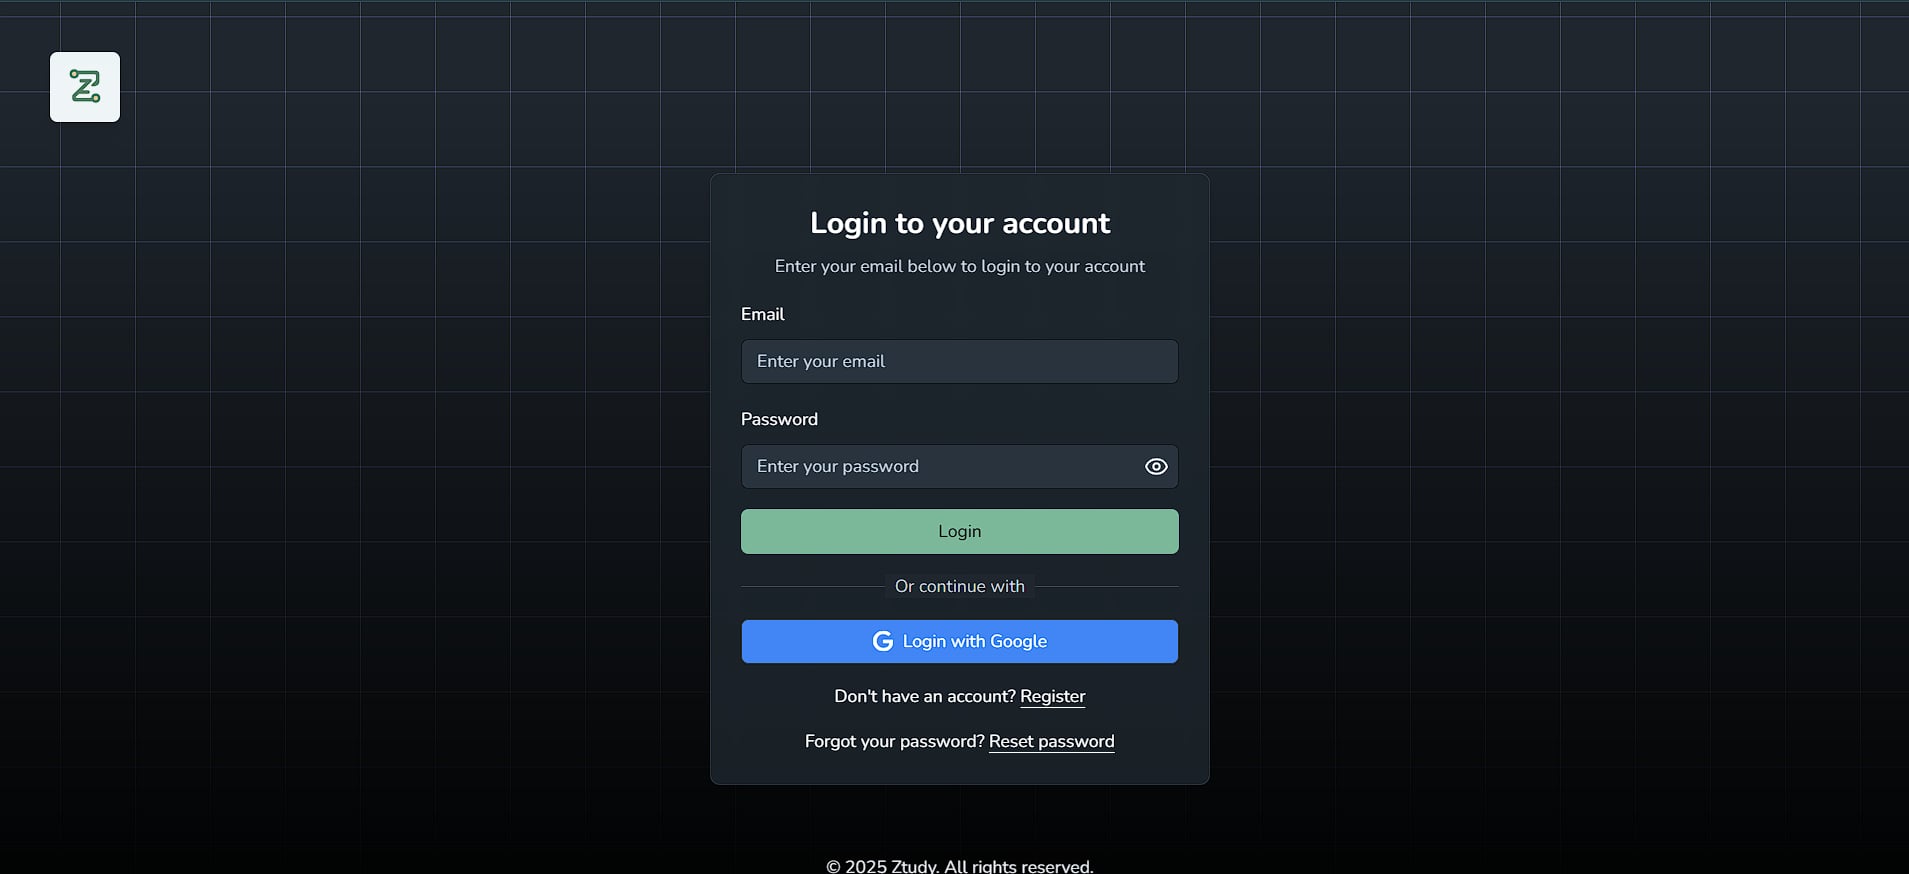 Login to your account
Enter your email below to login to your account
Email
Enter your email
Password
Enter your password
Login
Or continue with
Login with Google
Don't have an account? Register
Forgot your password? Reset password
© 2025 Ztudy. All rights reserved.